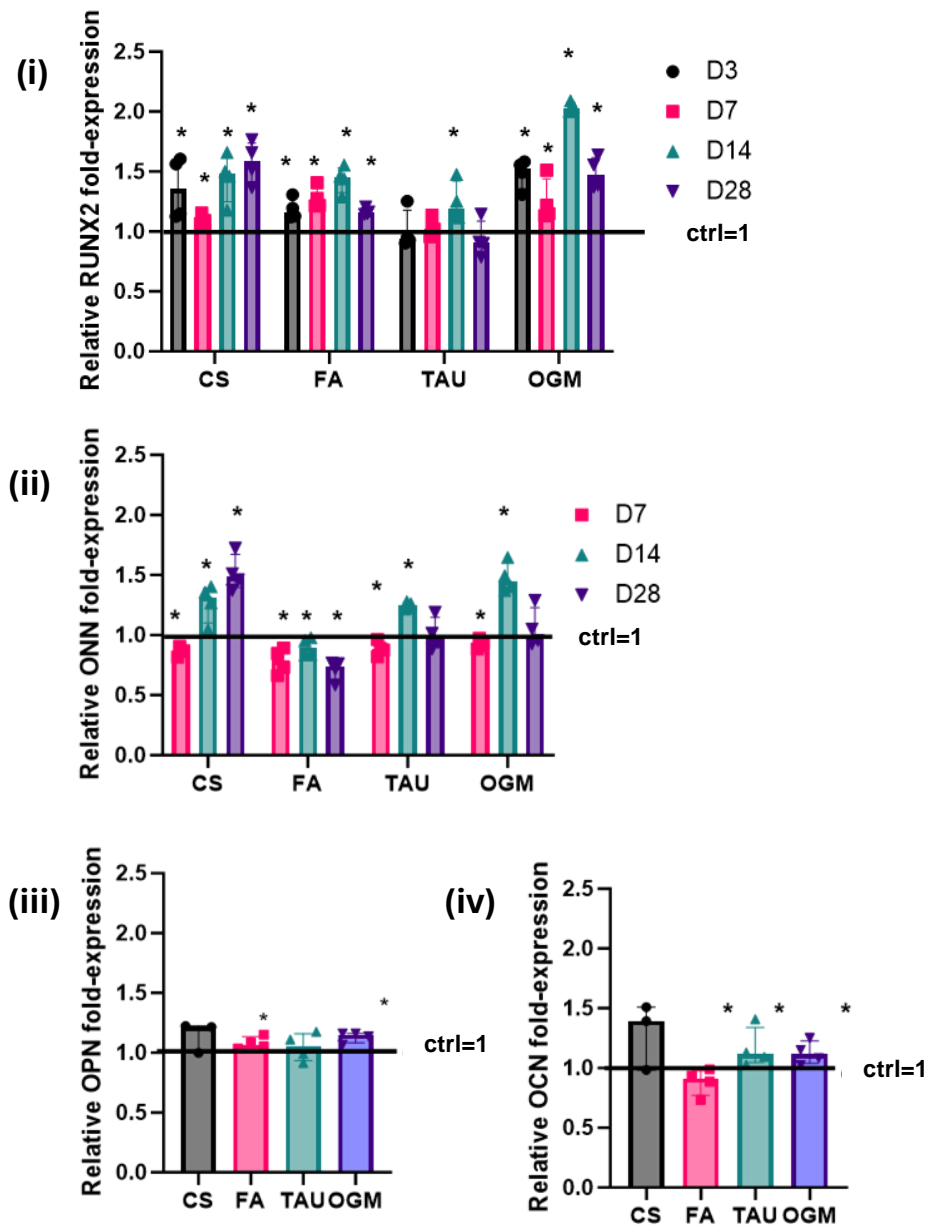 (i)
Relative RUNX2 fold-expression
2.5
2.0
1.5
1.0
0.5
0.0
* * * * * * * * * * * * *
CS FA TAU OGM
D3
D7
D14
D28
ctrl=1
(ii)
Relative ONN fold-expression
2.5
2.0
1.5
1.0
0.5
0.0
* * * * * * * * * *
CS FA TAU OGM
D7
D14
D28
ctrl=1
(iii)
Relative OPN fold-expression
2.5
2.0
1.5
1.0
0.5
0.0
* *
CS FA TAU OGM
ctrl=1
(iv)
Relative OCN fold-expression
2.5
2.0
1.5
1.0
0.5
0.0
* * *
CS FA TAU OGM
ctrl=1